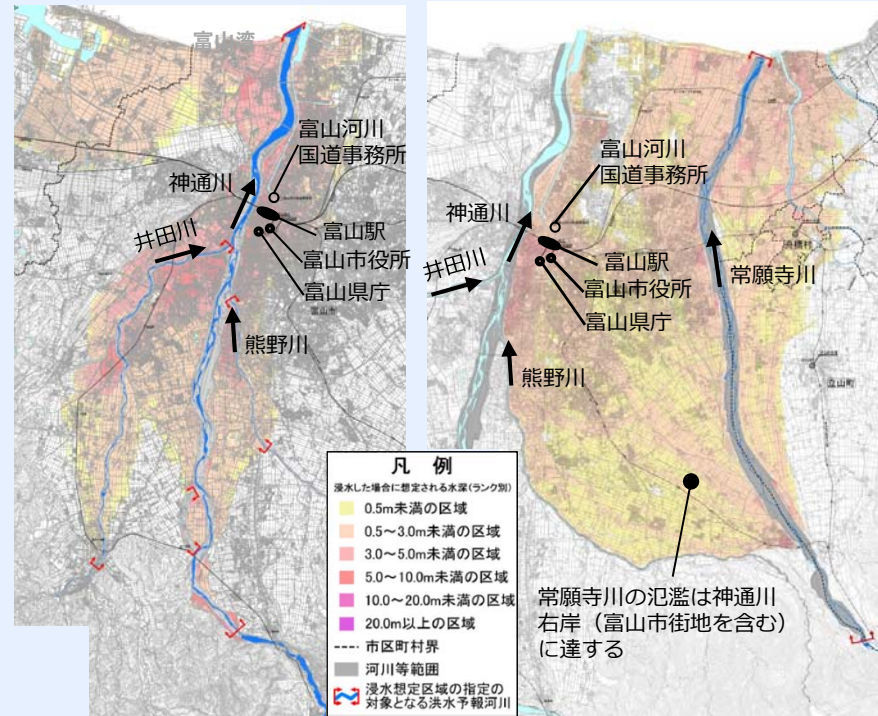 富山湾
富山河川
国道事務所
神通川
井田川
富山駅
富山市役所
富山県庁
富山市
熊野川
富山河川
国道事務所
神通川
井田川
富山駅
富山市役所
富山県庁
舟橋村
常願寺川
熊野川
立山町
常願寺川の氾濫は神通川
右岸（富山市街地を含む）
に達する
凡例
浸水した場合に想定される水深(ランク別)
0.5m未満の区域
0.5～3.0m未満の区域
3.0～5.0m未満の区域
5.0～10.0m未満の区域
10.0～20.0m未満の区域
20.0m以上の区域
市区町村界
河川等範囲
浸水想定区域の指定の
対象となる洪水予報河川